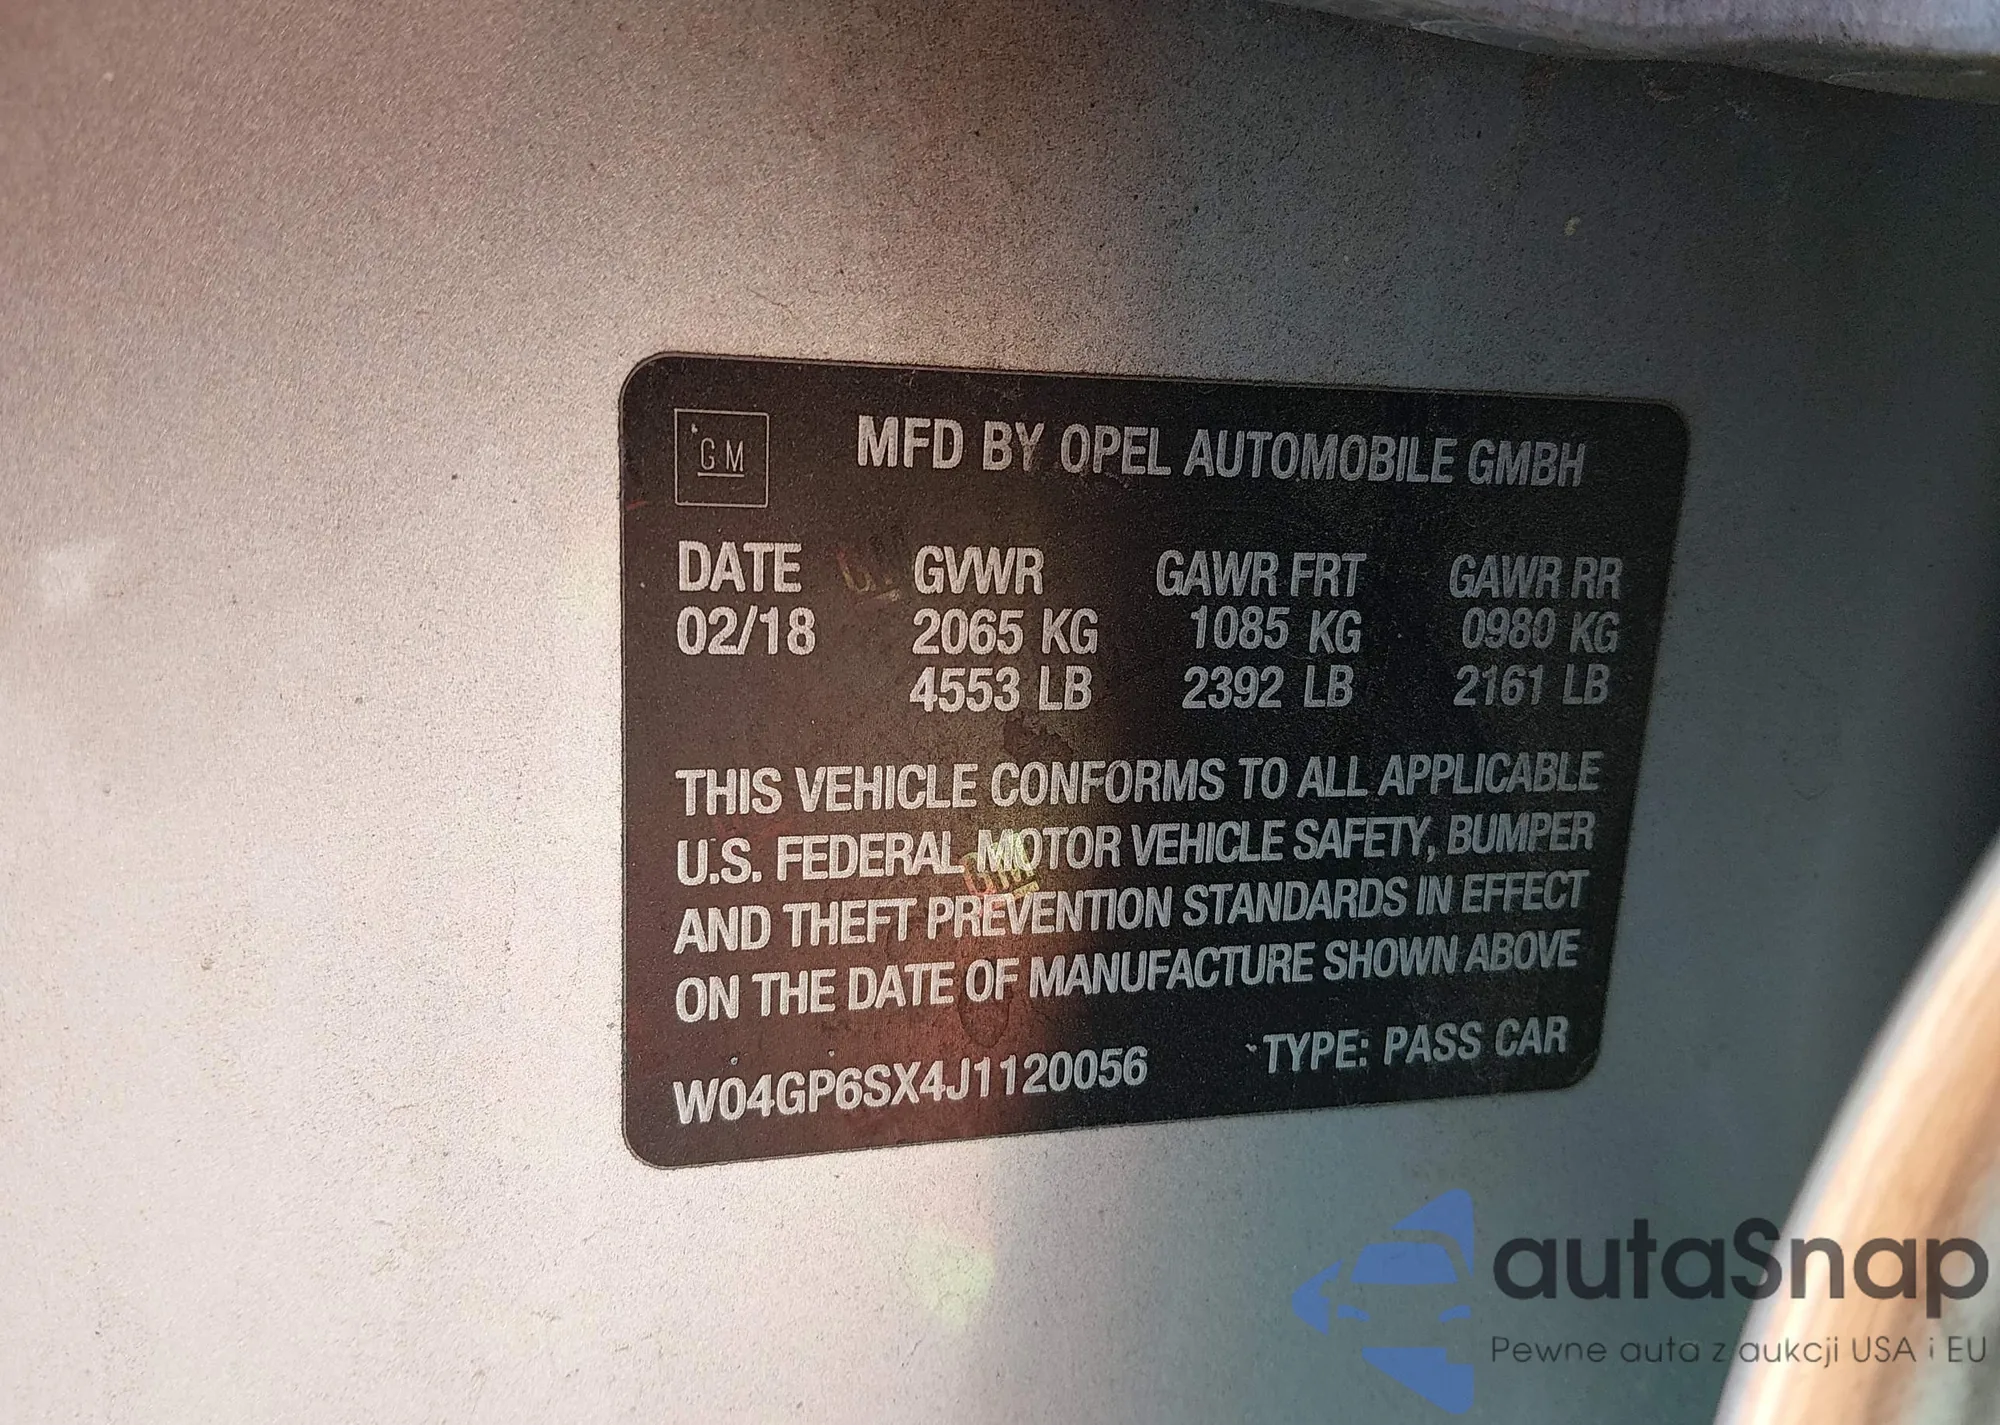 GM
MFD BY OPEL AUTOMOBILE GMBH
DATE GVWR GAWR FRT GAWR RR
02/18 2065 KG 1085 KG 0980 KG
4553 LB 2392 LB 2161 LB
THIS VEHICLE CONFORMS TO ALL APPLICABLE
U.S. FEDERAL MOTOR VEHICLE SAFETY, BUMPER
AND THEFT PREVENTION STANDARDS IN EFFECT
ON THE DATE OF MANUFACTURE SHOWN ABOVE
W04GP6SX4J1120056 TYPE: PASS CAR
GM
autaSnap
Pewne auta z aukcji USA i EU